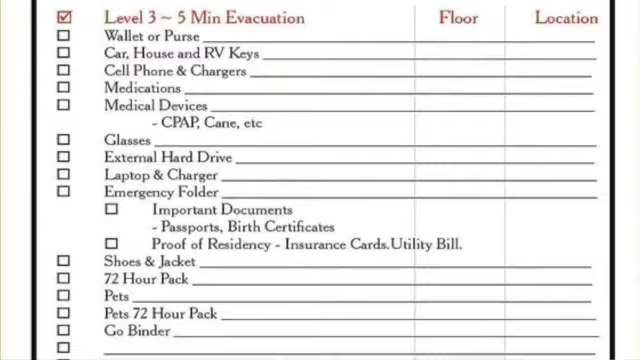 Level 3 ~ 5 Min Evacuation Floor Location
Wallet or Purse
Car, House and RV Keys
Cell Phone & Chargers
Medications
Medical Devices
- CPAP, Cane, etc
Glasses
External Hard Drive
Laptop & Charger
Emergency Folder
Important Documents
- Passports, Birth Certificates
Proof of Residency - Insurance Cards.Utility Bill.
Shoes & Jacket
72 Hour Pack
Pets
Pets 72 Hour Pack
Go Binder